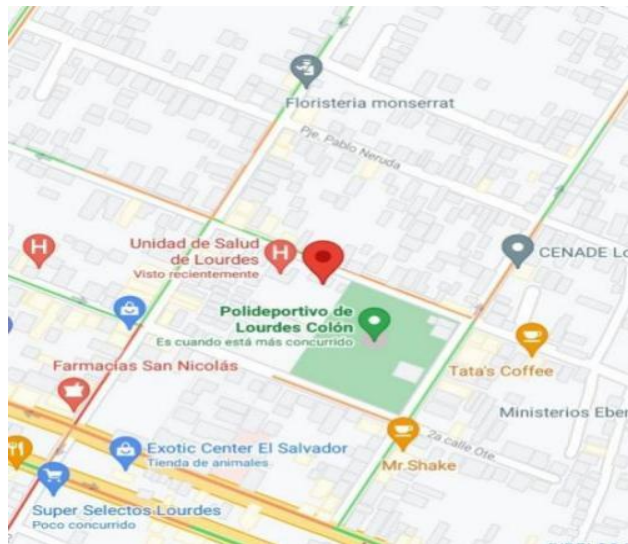 Floristeria monserrat
Pje. Pablo Neruda
Unidad de Salud
de Lourdes
Visto recientemente
H
H
CENADE Lo
Polideportivo de
Lourdes Colón
Es cuando está más concurrido
Farmacias San Nicolás
Tata's Coffee
Ministerios Eber
2a calle Ote.
Exotic Center El Salvador
Tienda de animales
Mr.Shake
Super Selectos Lourdes
Poco concurrido